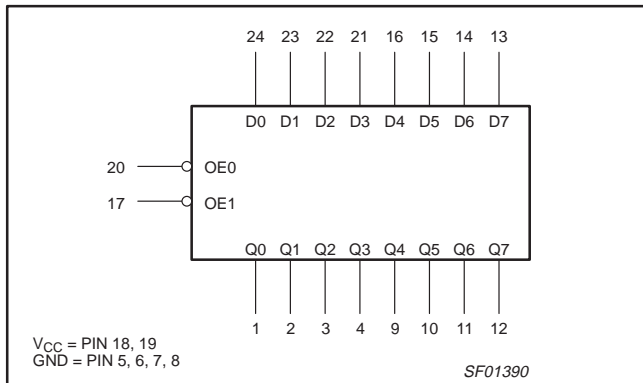 24 23 22 21 16 15 14 13
D0 D1 D2 D3 D4 D5 D6 D7
20 OE0
17 OE1
Q0 Q1 Q2 Q3 Q4 Q5 Q6 Q7
1 2 3 4 9 10 11 12
VCC = PIN 18, 19
GND = PIN 5, 6, 7, 8
SF01390